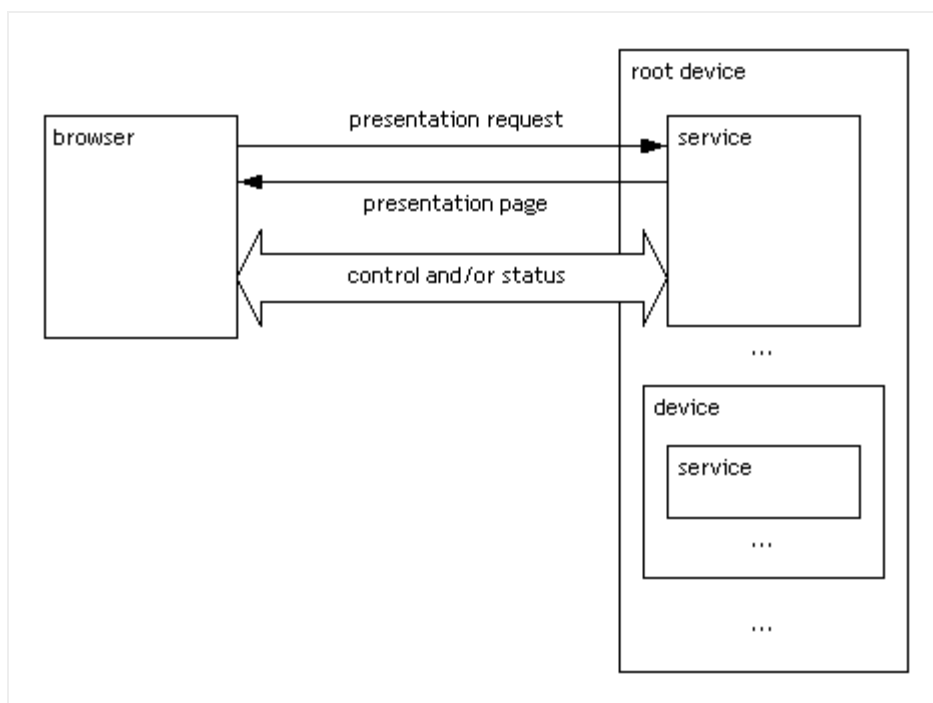 root device
presentation request
browser
service
presentation page
control and/or status
...
device
service
...
...